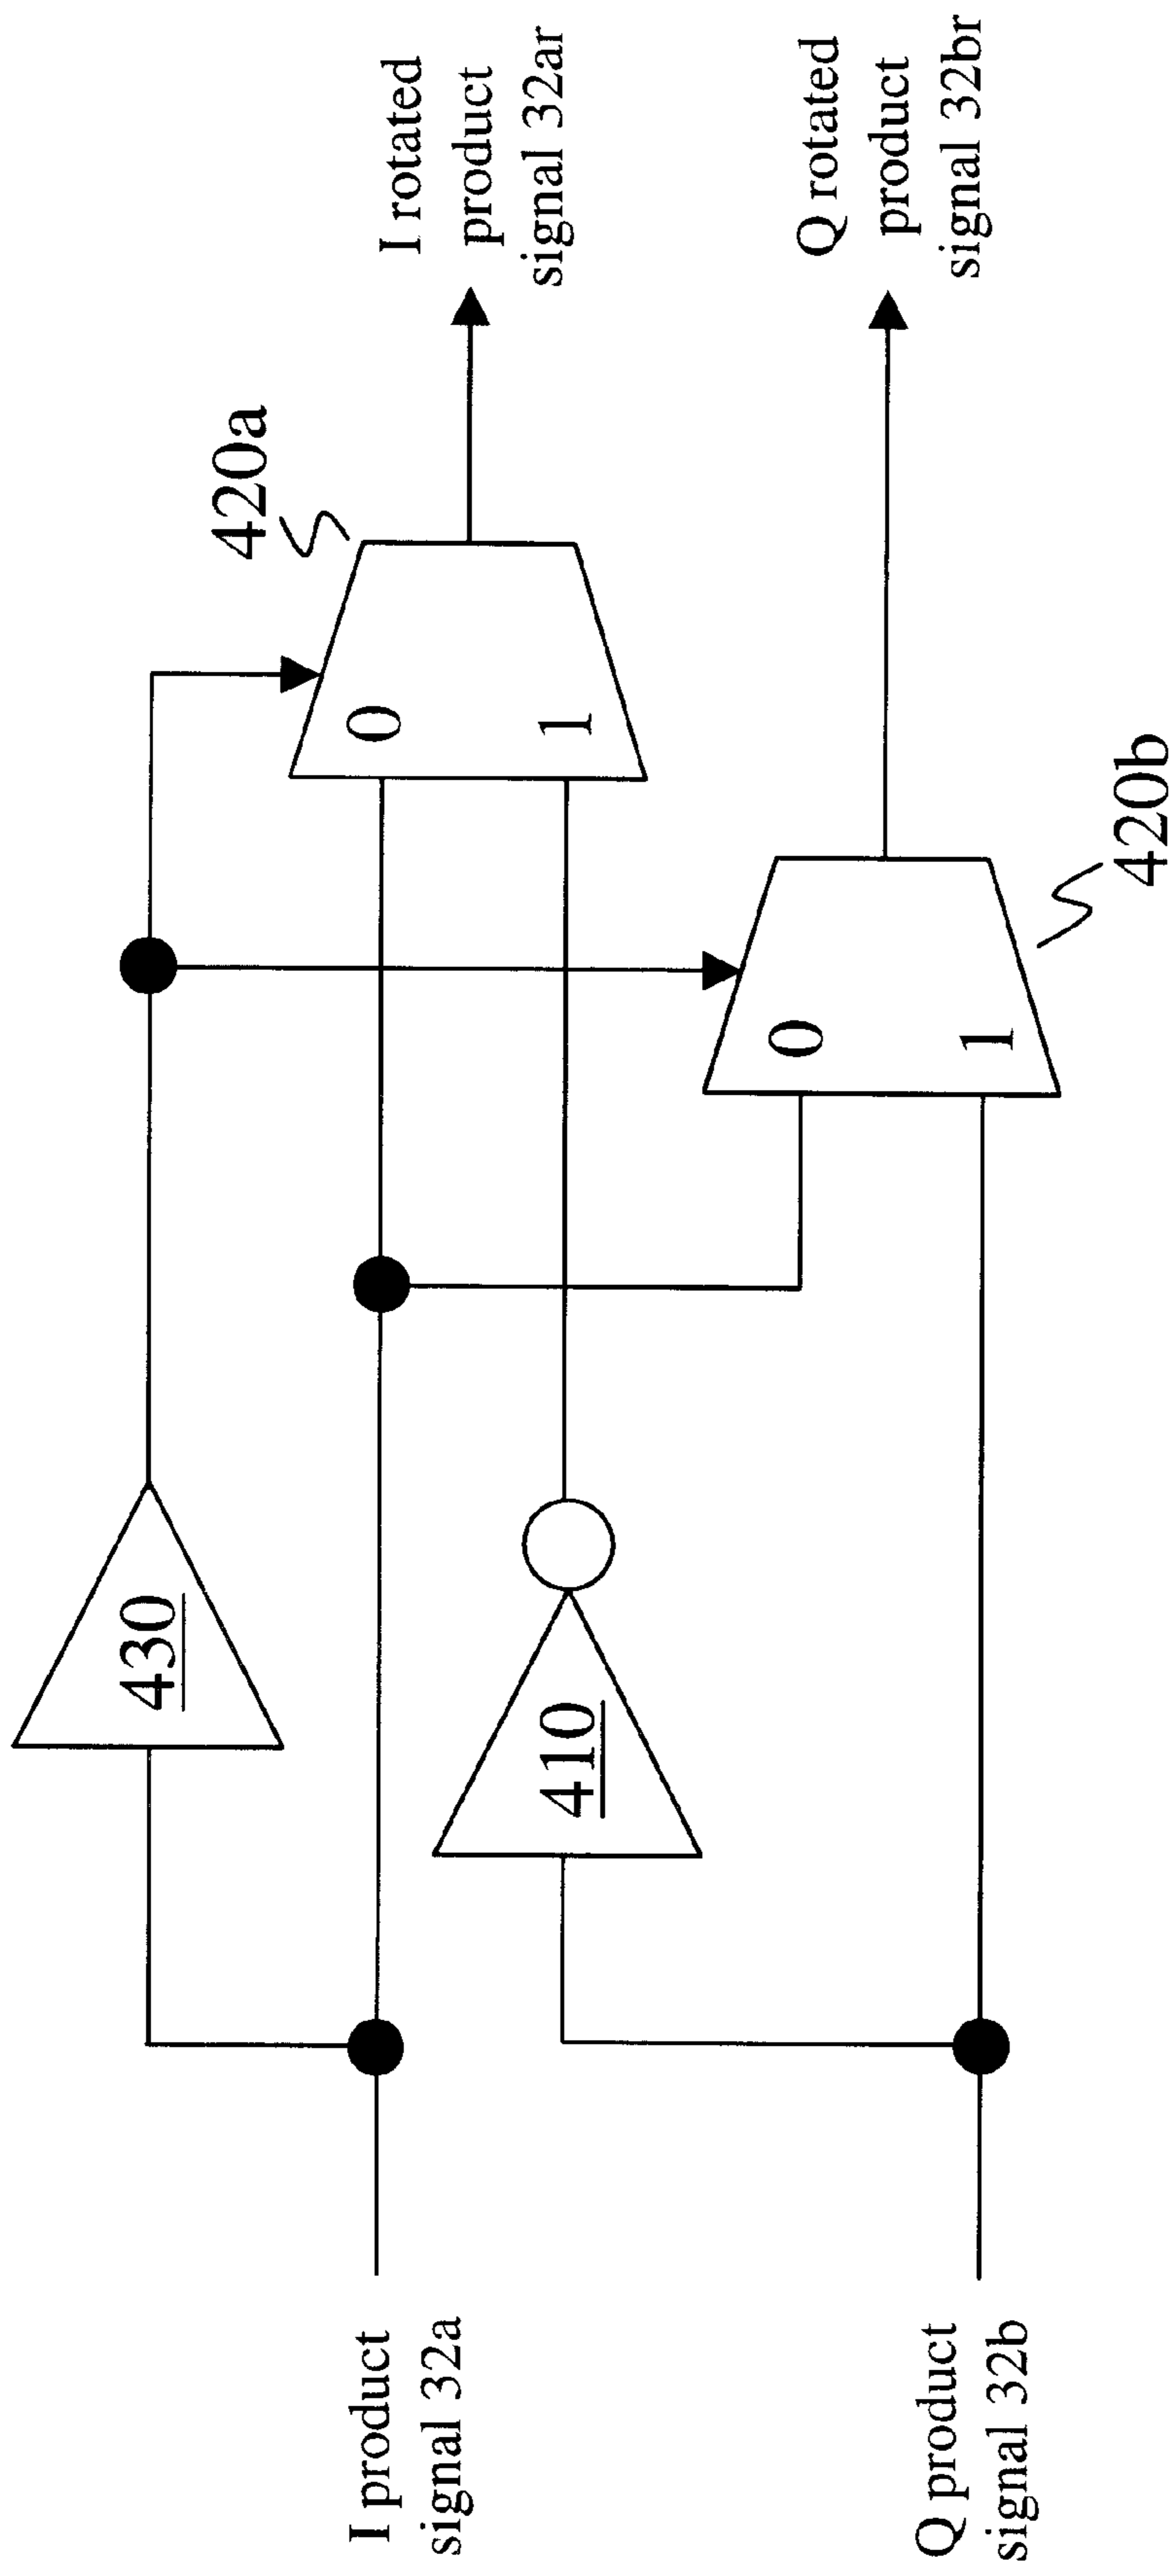 I product
signal 32a
Q product
signal 32b
430
410
0
1
420a
0
1
420b
I rotated
product
signal 32ar
Q rotated
product
signal 32br